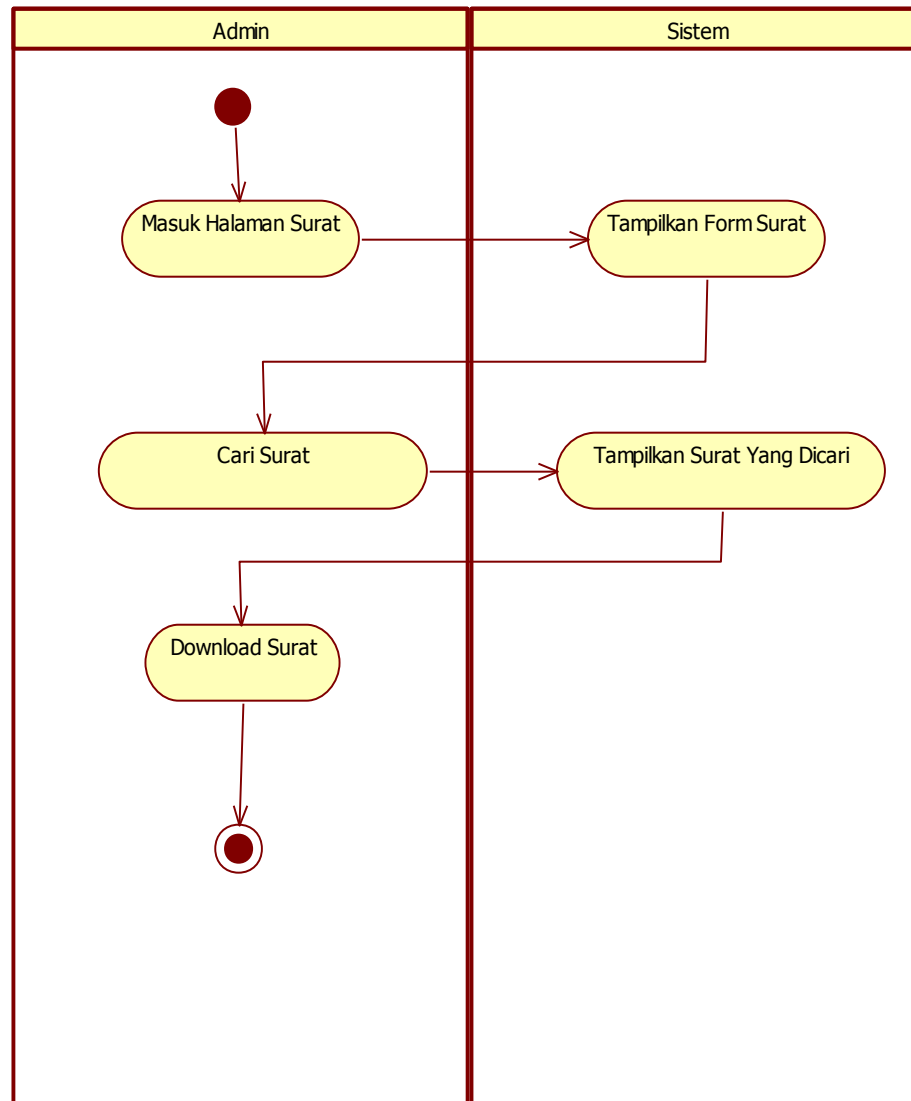 Admin
Sistem
Masuk Halaman Surat
Tampilkan Form Surat
Cari Surat
Tampilkan Surat Yang Dicari
Download Surat